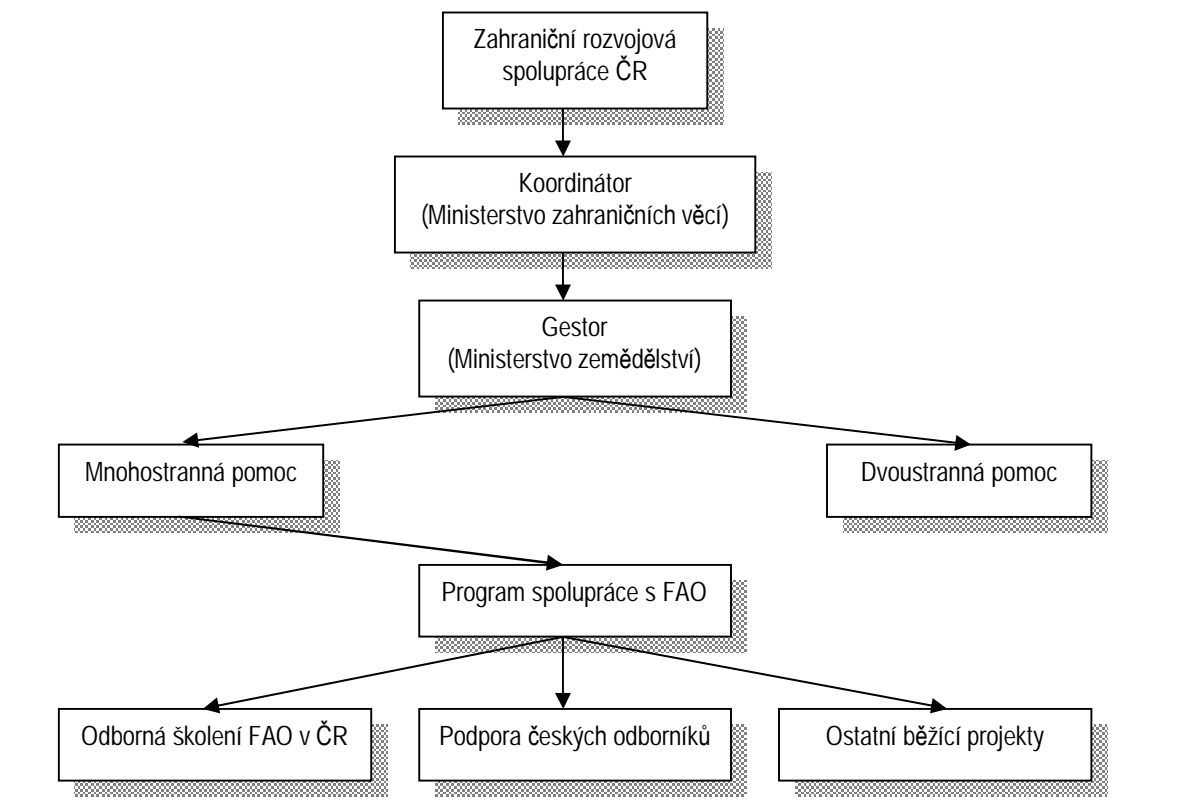 Zahraniční rozvojová
spolupráce ČR
Koordinátor
(Ministerstvo zahraničních věcí)
Gestor
(Ministerstvo zemědělství)
Mnohostranná pomoc
Dvoustranná pomoc
Program spolupráce s FAO
Odborná školení FAO v ČR
Podpora českých odborníků
Ostatní běžící projekty